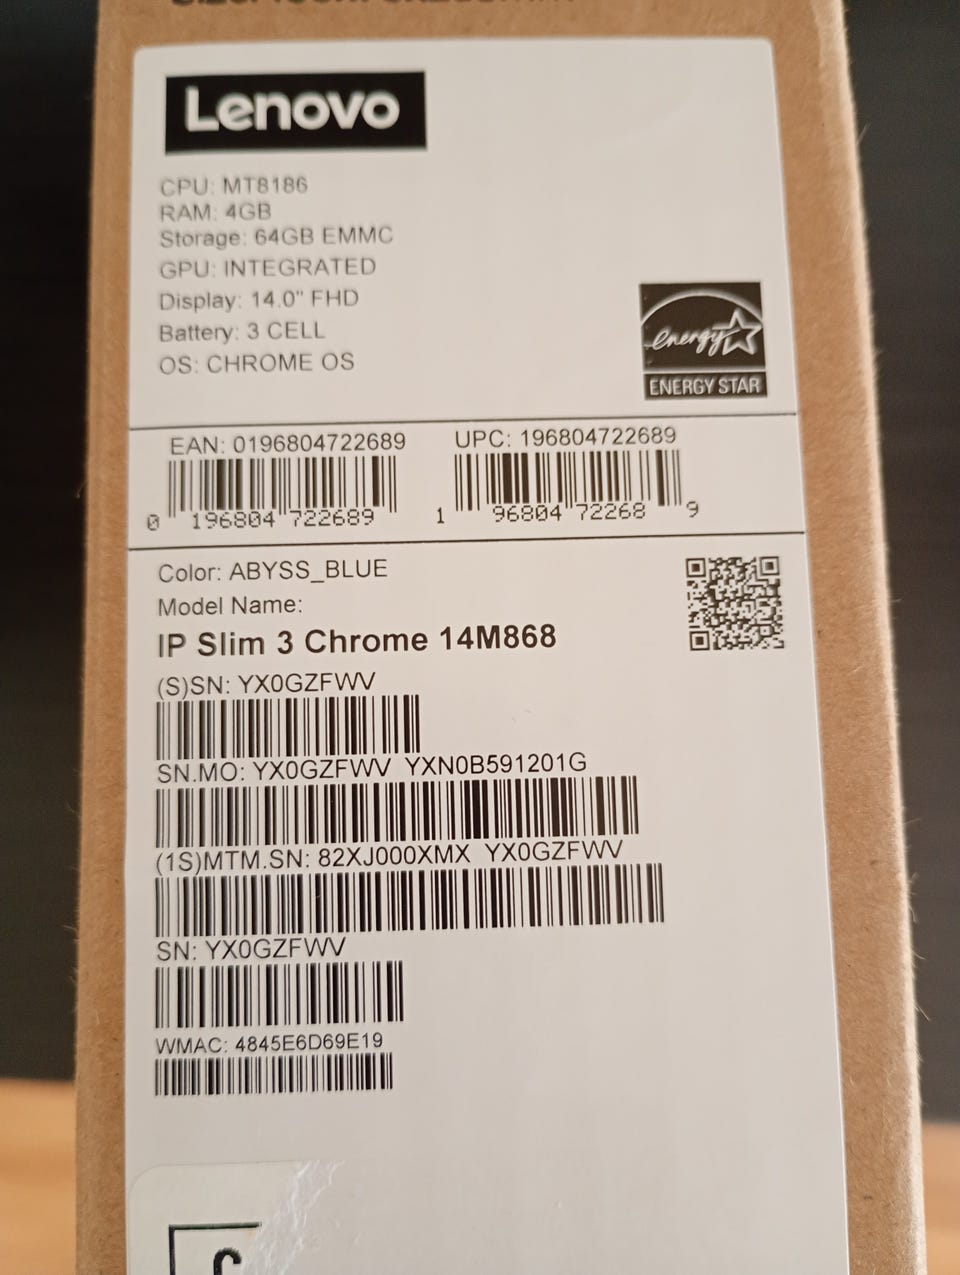 Lenovo
CPU: MT8186
RAM: 4GB
Storage: 64GB EMMC
GPU: INTEGRATED
Display: 14.0" FHD
Battery: 3 CELL
OS: CHROME OS
energy
ENERGY STAR
EAN: 0196804722689 UPC: 196804722689
0 196804 722689 1 96804 72268 9
Color: ABYSS_BLUE
Model Name:
IP Slim 3 Chrome 14M868
(S)SN: YX0GZFWV
SN.MO: YX0GZFWV YXN0B591201G
(1S)MTM.SN: 82XJ000XMX YX0GZFWV
SN: YX0GZFWV
WMAC: 4845E6D69E19